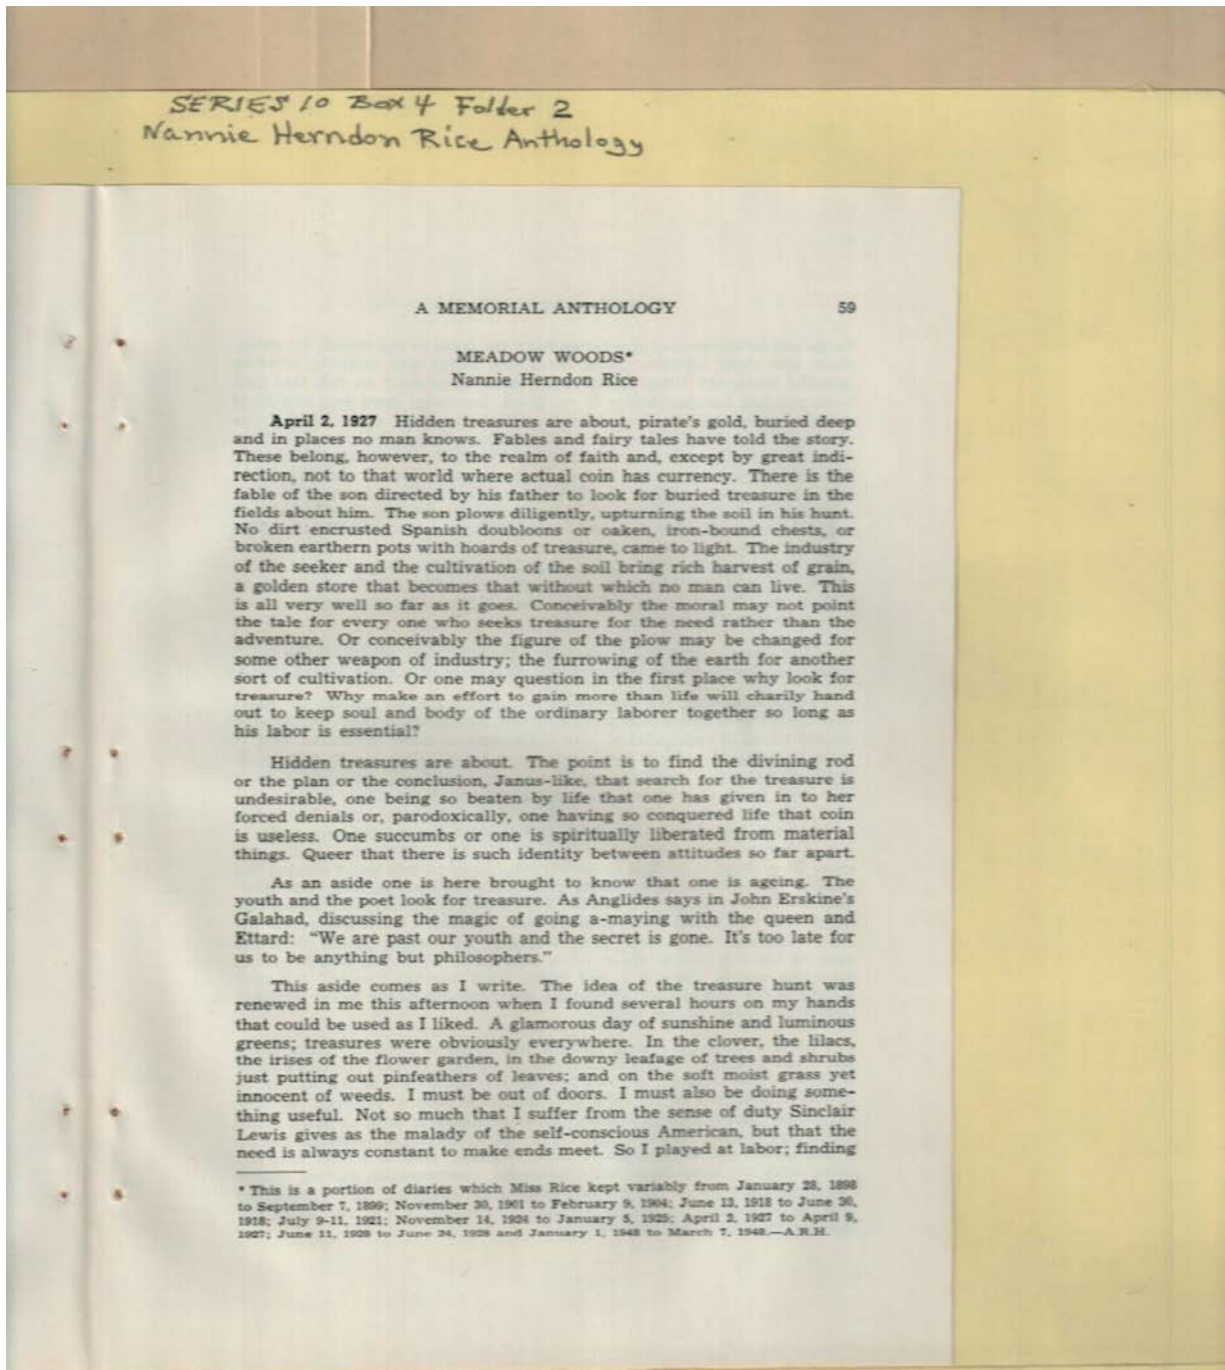 SERIES 10 Box 4 Folder 2
Nannie Herndon Rice Anthology
A MEMORIAL ANTHOLOGY 59
MEADOW WOODS*
Nannie Herndon Rice
April 2, 1927 Hidden treasures are about, pirate's gold, buried deep
and in places no man knows. Fables and fairy tales have told the story.
These belong, however, to the realm of faith and, except by great indi-
rection, not to that world where actual coin has currency. There is the
fable of the son directed by his father to look for buried treasure in the
fields about him. The son plows diligently, upturning the soil in his hunt.
No dirt encrusted Spanish doubloons or oaken, iron-bound chests, or
broken earthern pots with hoards of treasure, came to light. The industry
of the seeker and the cultivation of the soil bring rich harvest of grain,
a golden store that becomes that without which no man can live. This
is all very well so far as it goes. Conceivably the moral may not point
the tale for every one who seeks treasure for the need rather than the
adventure. Or conceivably the figure of the plow may be changed for
some other weapon of industry; the furrowing of the earth for another
sort of cultivation. Or one may question in the first place why look for
treasure? Why make an effort to gain more than life will charily hand
out to keep soul and body of the ordinary laborer together so long as
his labor is essential?
Hidden treasures are about. The point is to find the divining rod
or the plan or the conclusion, Janus-like, that search for the treasure is
undesirable, one being so beaten by life that one has given in to her
forced denials or, parodoxically, one having so conquered life that coin
is useless. One succumbs or one is spiritually liberated from material
things. Queer that there is such identity between attitudes so far apart.
As an aside one is here brought to know that one is ageing. The
youth and the poet look for treasure. As Anglides says in John Erskine's
Galahad, discussing the magic of going a-maying with the queen and
Ettard: "We are past our youth and the secret is gone. It's too late for
us to be anything but philosophers."
This aside comes as I write. The idea of the treasure hunt was
renewed in me this afternoon when I found several hours on my hands
that could be used as I liked. A glamorous day of sunshine and luminous
greens; treasures were obviously everywhere. In the clover, the lilacs,
the irises of the flower garden, in the downy leafage of trees and shrubs
just putting out pinfeathers of leaves; and on the soft moist grass yet
innocent of weeds. I must be out of doors. I must also be doing some-
thing useful. Not so much that I suffer from the sense of duty Sinclair
Lewis gives as the malady of the self-conscious American, but that the
need is always constant to make ends meet. So I played at labor; finding
* This is a portion of diaries which Miss Rice kept variably from January 28, 1898
to September 7, 1899; November 30, 1901 to February 9, 1904; June 13, 1918 to June 30,
1918; July 9-11, 1921; November 14, 1924 to January 5, 1925; April 2, 1927 to April 9,
1927; June 11, 1928 to June 24, 1928 and January 1, 1948 to March 7, 1948.—A.R.H.